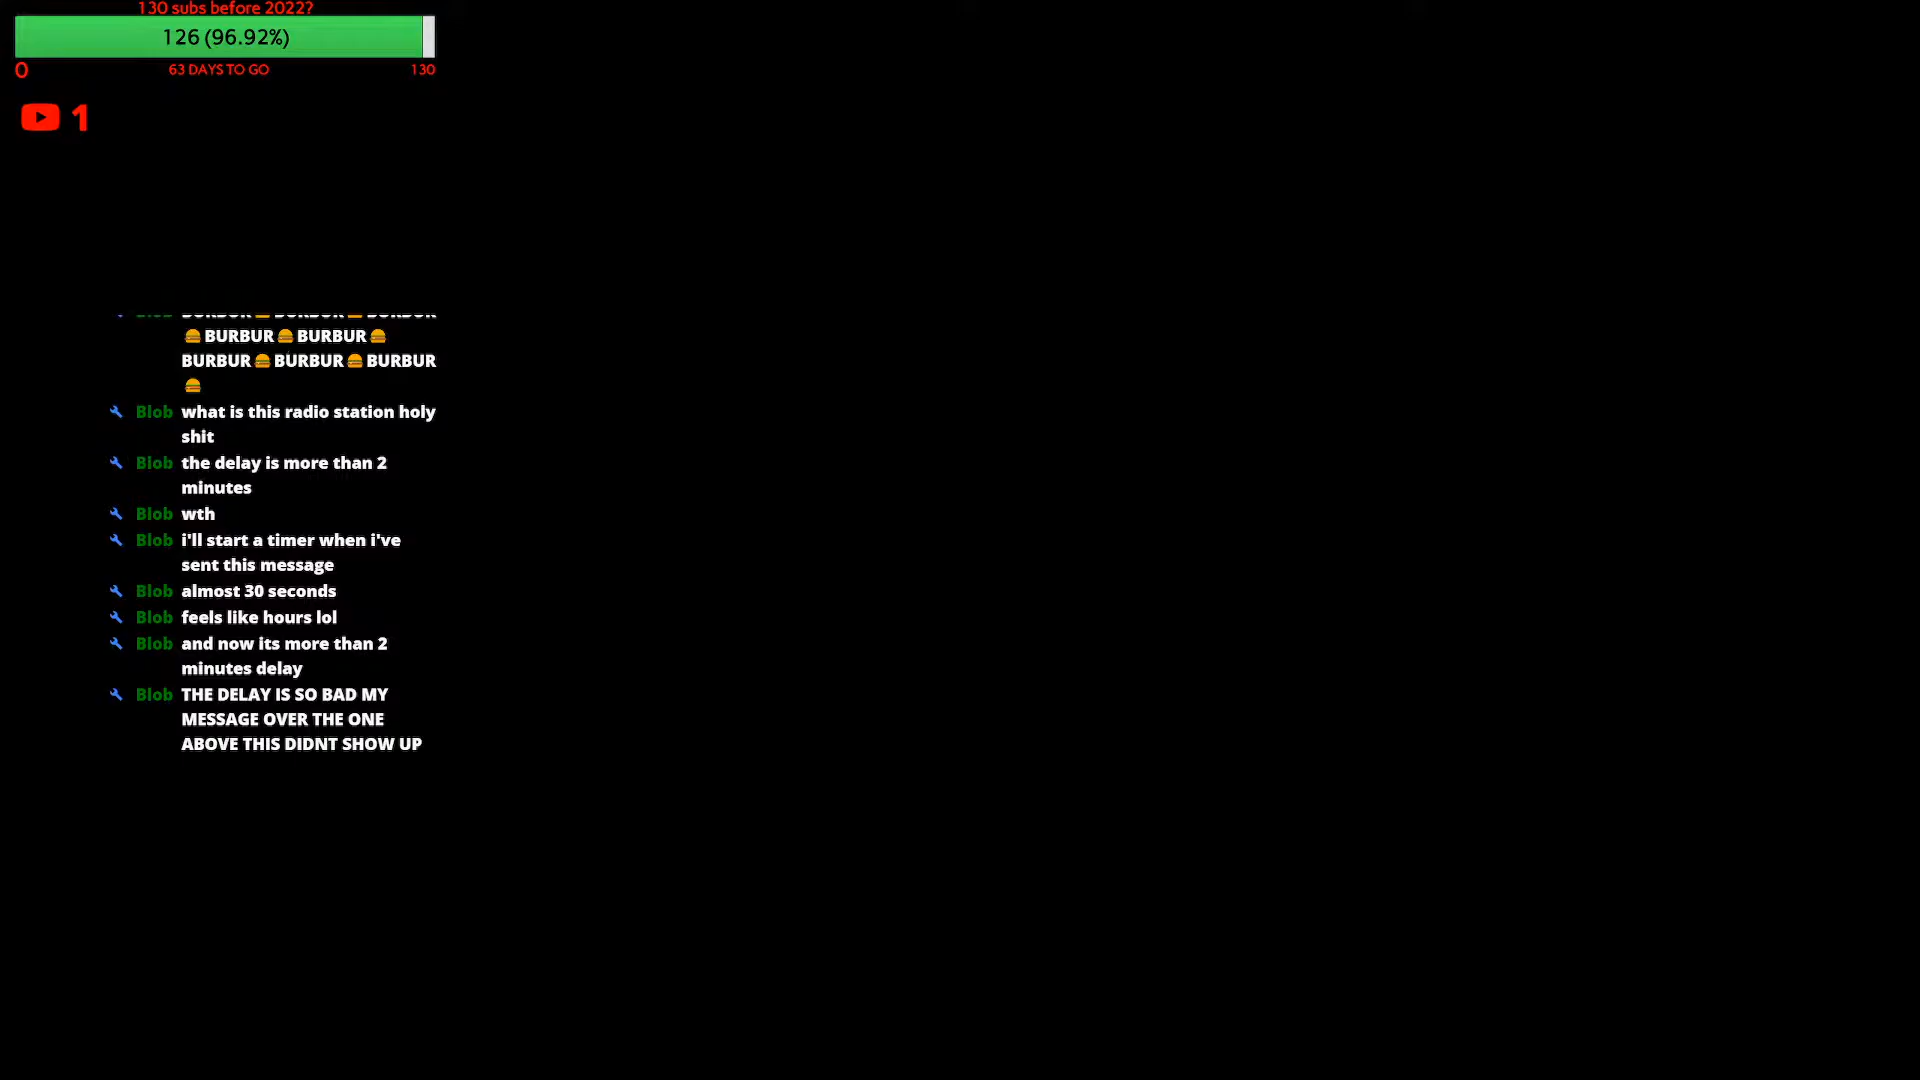 130 subs before 2022?
126 (96.92%)
0 63 DAYS TO GO 130
1
🍔 BURBUR 🍔 BURBUR 🍔
BURBUR 🍔 BURBUR 🍔 BURBUR
🍔
Blob what is this radio station holy
shit
Blob the delay is more than 2
minutes
Blob wth
Blob i'll start a timer when i've
sent this message
Blob almost 30 seconds
Blob feels like hours lol
Blob and now its more than 2
minutes delay
Blob THE DELAY IS SO BAD MY
MESSAGE OVER THE ONE
ABOVE THIS DIDNT SHOW UP